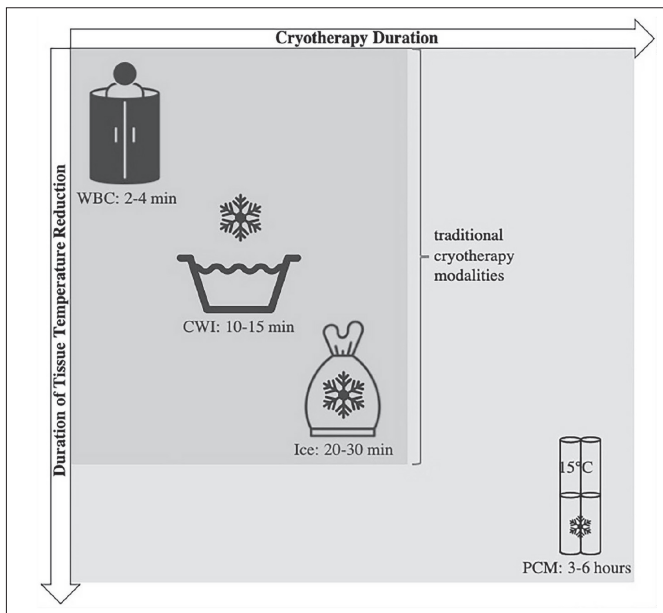 Cryotherapy Duration
Duration of Tissue Temperature Reduction
WBC: 2-4 min
CWI: 10-15 min
Ice: 20-30 min
traditional
cryotherapy
modalities
15°C
PCM: 3-6 hours